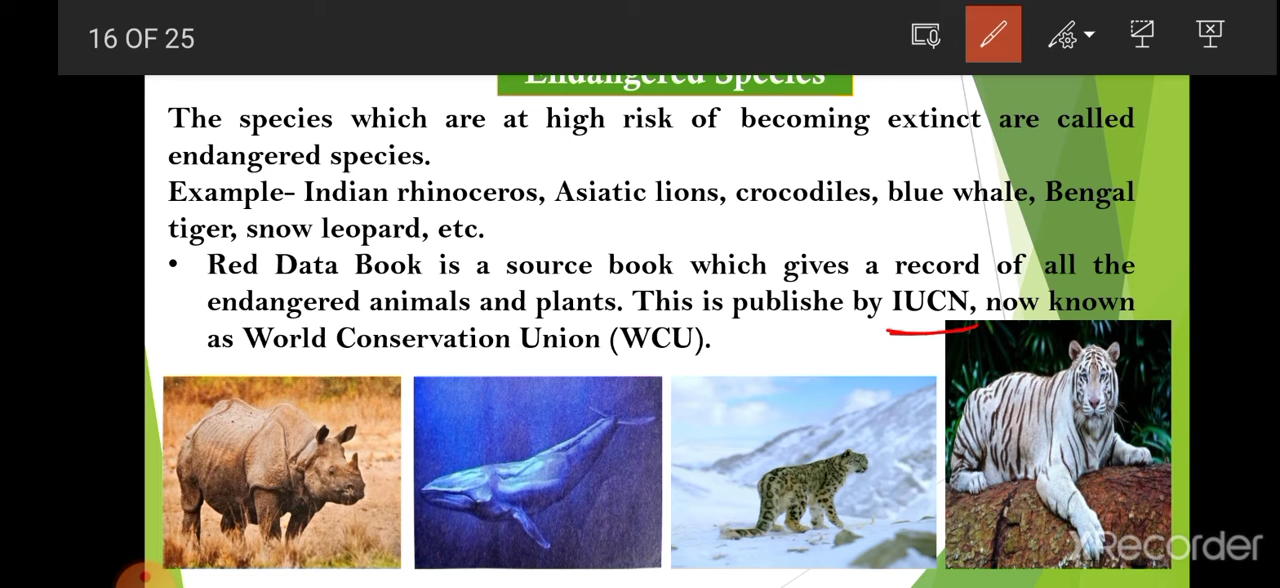 16 OF 25
Endangered Species
The species which are at high risk of becoming extinct are called
endangered species.
Example- Indian rhinoceros, Asiatic lions, crocodiles, blue whale, Bengal
tiger, snow leopard, etc.
• Red Data Book is a source book which gives a record of all the
endangered animals and plants. This is publishe by IUCN, now known
as World Conservation Union (WCU).
XRecorder